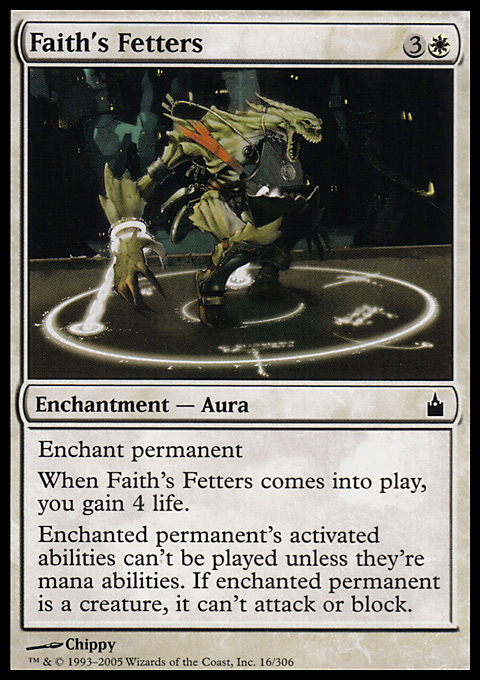 Faith's Fetters 3
Enchantment — Aura
Enchant permanent
When Faith's Fetters comes into play,
you gain 4 life.
Enchanted permanent's activated
abilities can't be played unless they're
mana abilities. If enchanted permanent
is a creature, it can't attack or block.
Chippy
™ & © 1993–2005 Wizards of the Coast, Inc. 16/306